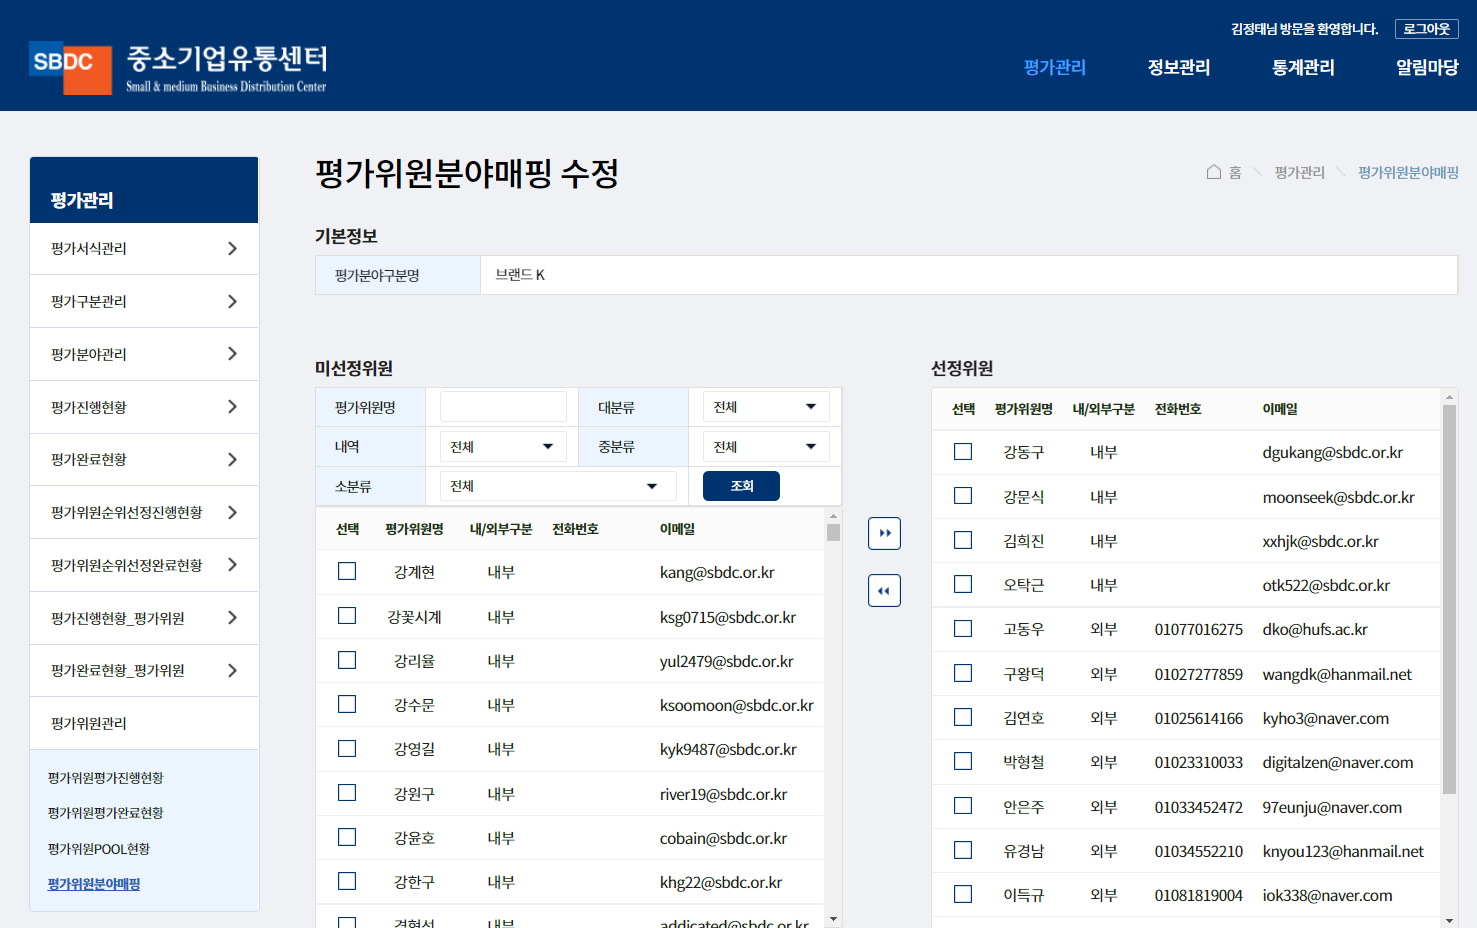 김정태님 방문을 환영합니다. 로그아웃
SBDC 중소기업유통센터
Small & medium Business Distribution Center
평가관리 정보관리 통계관리 알림마당
평가관리
평가서식관리
평가구분관리
평가분야관리
평가진행현황
평가완료현황
평가위원순위선정진행현황
평가위원순위선정완료현황
평가진행현황_평가위원
평가완료현황_평가위원
평가위원관리
평가위원평가진행현황
평가위원평가완료현황
평가위원POOL현황
평가위원분야매핑
평가위원분야매핑 수정
홈 평가관리 평가위원분야매핑
기본정보
평가분야구분명 브랜드 K
미선정위원
평가위원명 대분류 전체
내역 전체 중분류 전체
소분류 전체 조회
선택 평가위원명 내/외부구분 전화번호 이메일
강계현 내부 kang@sbdc.or.kr
강꽃시계 내부 ksg0715@sbdc.or.kr
강리율 내부 yul2479@sbdc.or.kr
강수문 내부 ksoomoon@sbdc.or.kr
강영길 내부 kyk9487@sbdc.or.kr
강원구 내부 river19@sbdc.or.kr
강윤호 내부 cobain@sbdc.or.kr
강한구 내부 khg22@sbdc.or.kr
내부 addicated@sbdc.or.kr
선정위원
선택 평가위원명 내/외부구분 전화번호 이메일
강동구 내부 dgukang@sbdc.or.kr
강문식 내부 moonseek@sbdc.or.kr
김희진 내부 xxhjk@sbdc.or.kr
오탁근 내부 otk522@sbdc.or.kr
고동우 외부 01077016275 dko@hufs.ac.kr
구왕덕 외부 01027277859 wangdk@hanmail.net
김연호 외부 01025614166 kyho3@naver.com
박형철 외부 01023310033 digitalzen@naver.com
안은주 외부 01033452472 97eunju@naver.com
유경남 외부 01034552210 knyou123@hanmail.net
이득규 외부 01081819004 iok338@naver.com